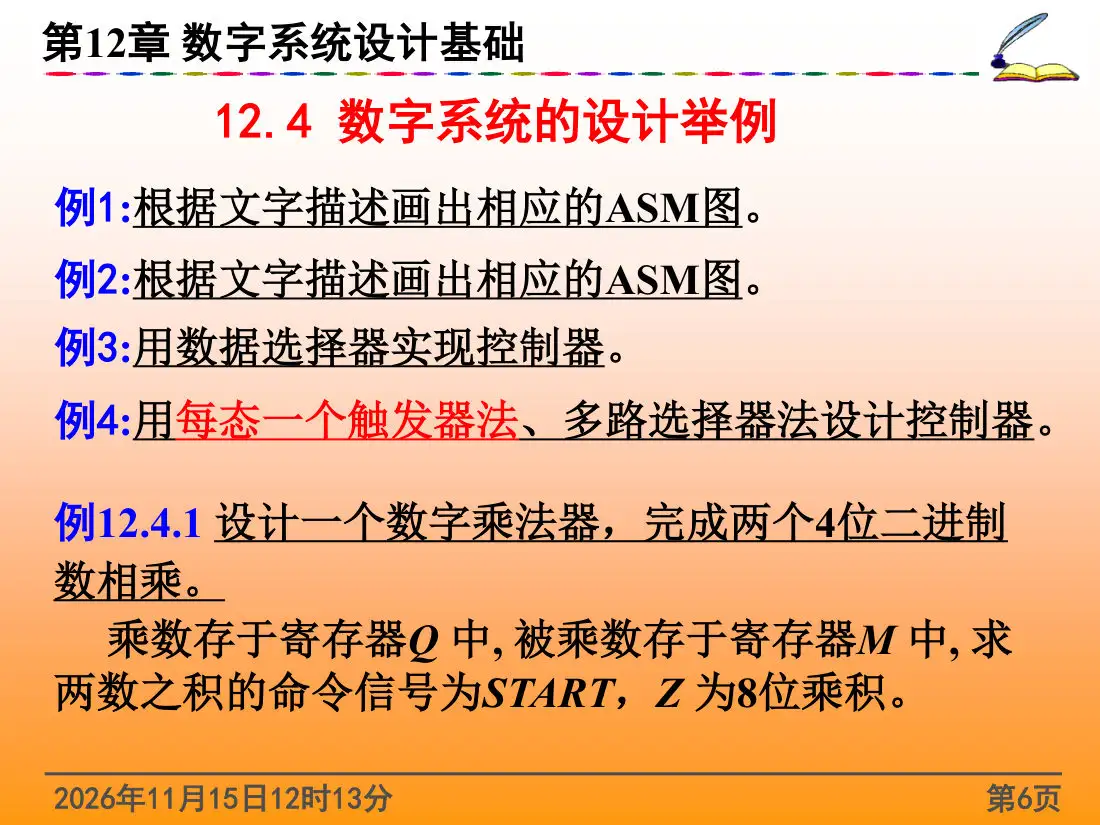 第12章 数字系统设计基础
12.4 数字系统的设计举例
例1:根据文字描述画出相应的ASM图。
例2:根据文字描述画出相应的ASM图。
例3:用数据选择器实现控制器。
例4:用每态一个触发器法、多路选择器法设计控制器。
例12.4.1 设计一个数字乘法器，完成两个4位二进制
数相乘。
乘数存于寄存器Q 中, 被乘数存于寄存器M 中, 求
两数之积的命令信号为START，Z 为8位乘积。
2026年11月15日12时13分
第6页